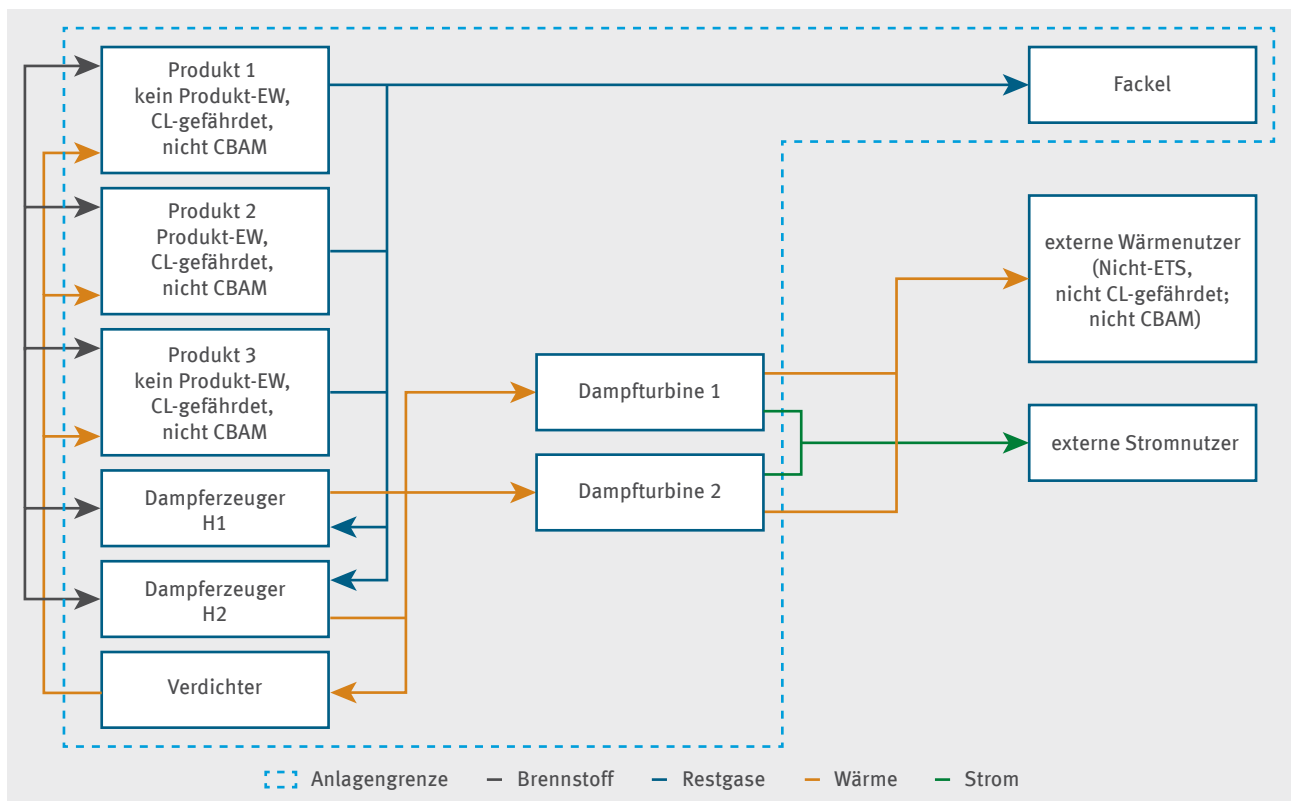 Produkt 1
kein Produkt-EW,
CL-gefährdet,
nicht CBAM
Fackel
Produkt 2
Produkt-EW,
CL-gefährdet,
nicht CBAM
externe Wärmenutzer
(Nicht-ETS,
nicht CL-gefährdet;
nicht CBAM)
Produkt 3
kein Produkt-EW,
CL-gefährdet,
nicht CBAM
Dampfturbine 1
externe Stromnutzer
Dampferzeuger
H1
Dampfturbine 2
Dampferzeuger
H2
Verdichter
Anlagengrenze
Brennstoff
Restgase
Wärme
Strom